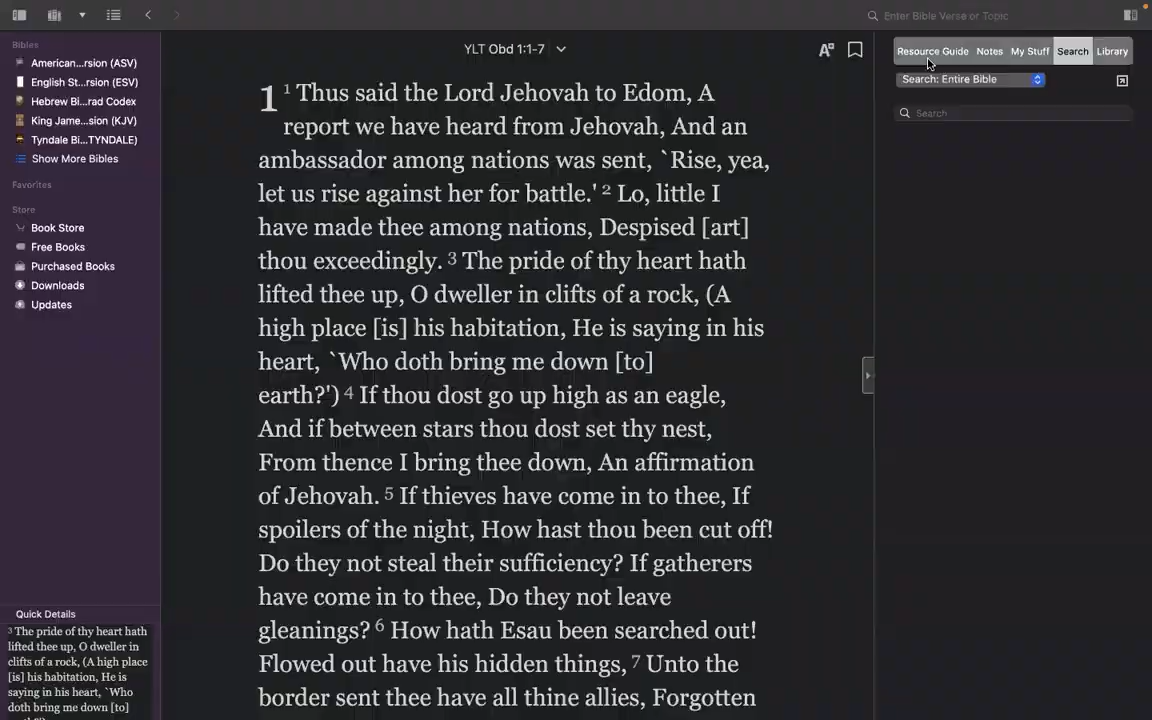 Enter Bible Verse or Topic
Bibles
American...rsion (ASV)
English St...rsion (ESV)
Hebrew Bi...rad Codex
King Jame...rsion (KJV)
Tyndale Bi...TYNDALE)
Show More Bibles
Favorites
Store
Book Store
Free Books
Purchased Books
Downloads
Updates
Quick Details
3 The pride of thy heart hath
lifted thee up, O dweller in
clifts of a rock, (A high place
[is] his habitation, He is
saying in his heart, `Who
doth bring me down [to]
YLT Obd 1:1-7
1 1 Thus said the Lord Jehovah to Edom, A
report we have heard from Jehovah, And an
ambassador among nations was sent, `Rise, yea,
let us rise against her for battle.' 2 Lo, little I
have made thee among nations, Despised [art]
thou exceedingly. 3 The pride of thy heart hath
lifted thee up, O dweller in clifts of a rock, (A
high place [is] his habitation, He is saying in his
heart, `Who doth bring me down [to]
earth?') 4 If thou dost go up high as an eagle,
And if between stars thou dost set thy nest,
From thence I bring thee down, An affirmation
of Jehovah. 5 If thieves have come in to thee, If
spoilers of the night, How hast thou been cut off!
Do they not steal their sufficiency? If gatherers
have come in to thee, Do they not leave
gleanings? 6 How hath Esau been searched out!
Flowed out have his hidden things, 7 Unto the
border sent thee have all thine allies, Forgotten
Resource Guide Notes My Stuff Search Library
Search: Entire Bible
Search